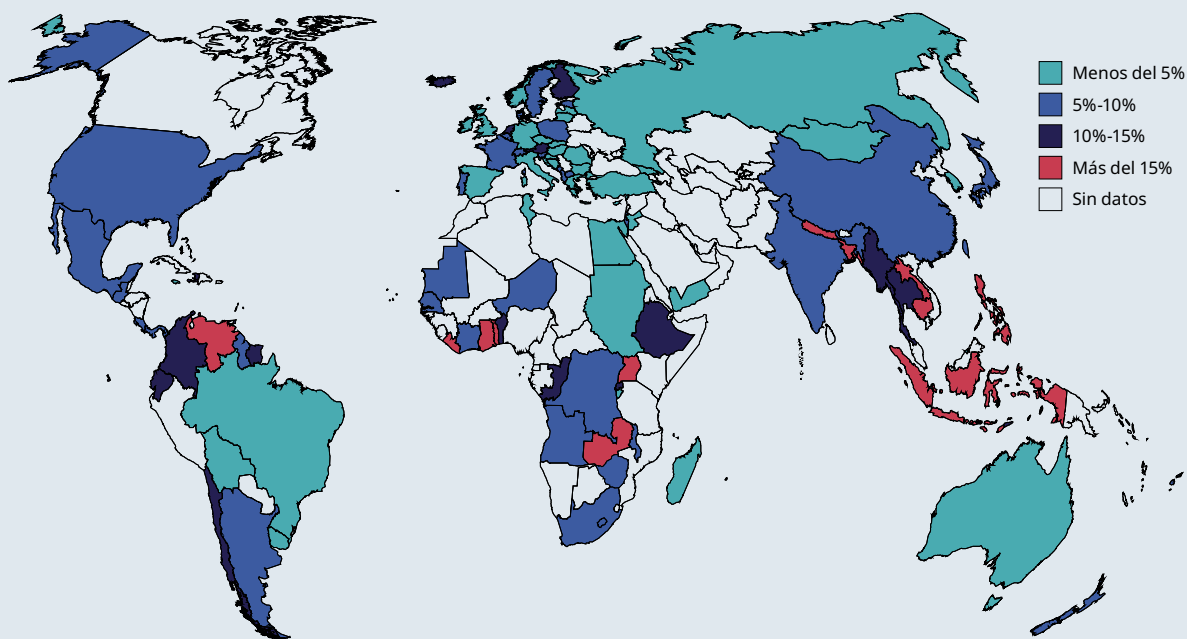 Menos del 5%
5%-10%
10%-15%
Más del 15%
Sin datos